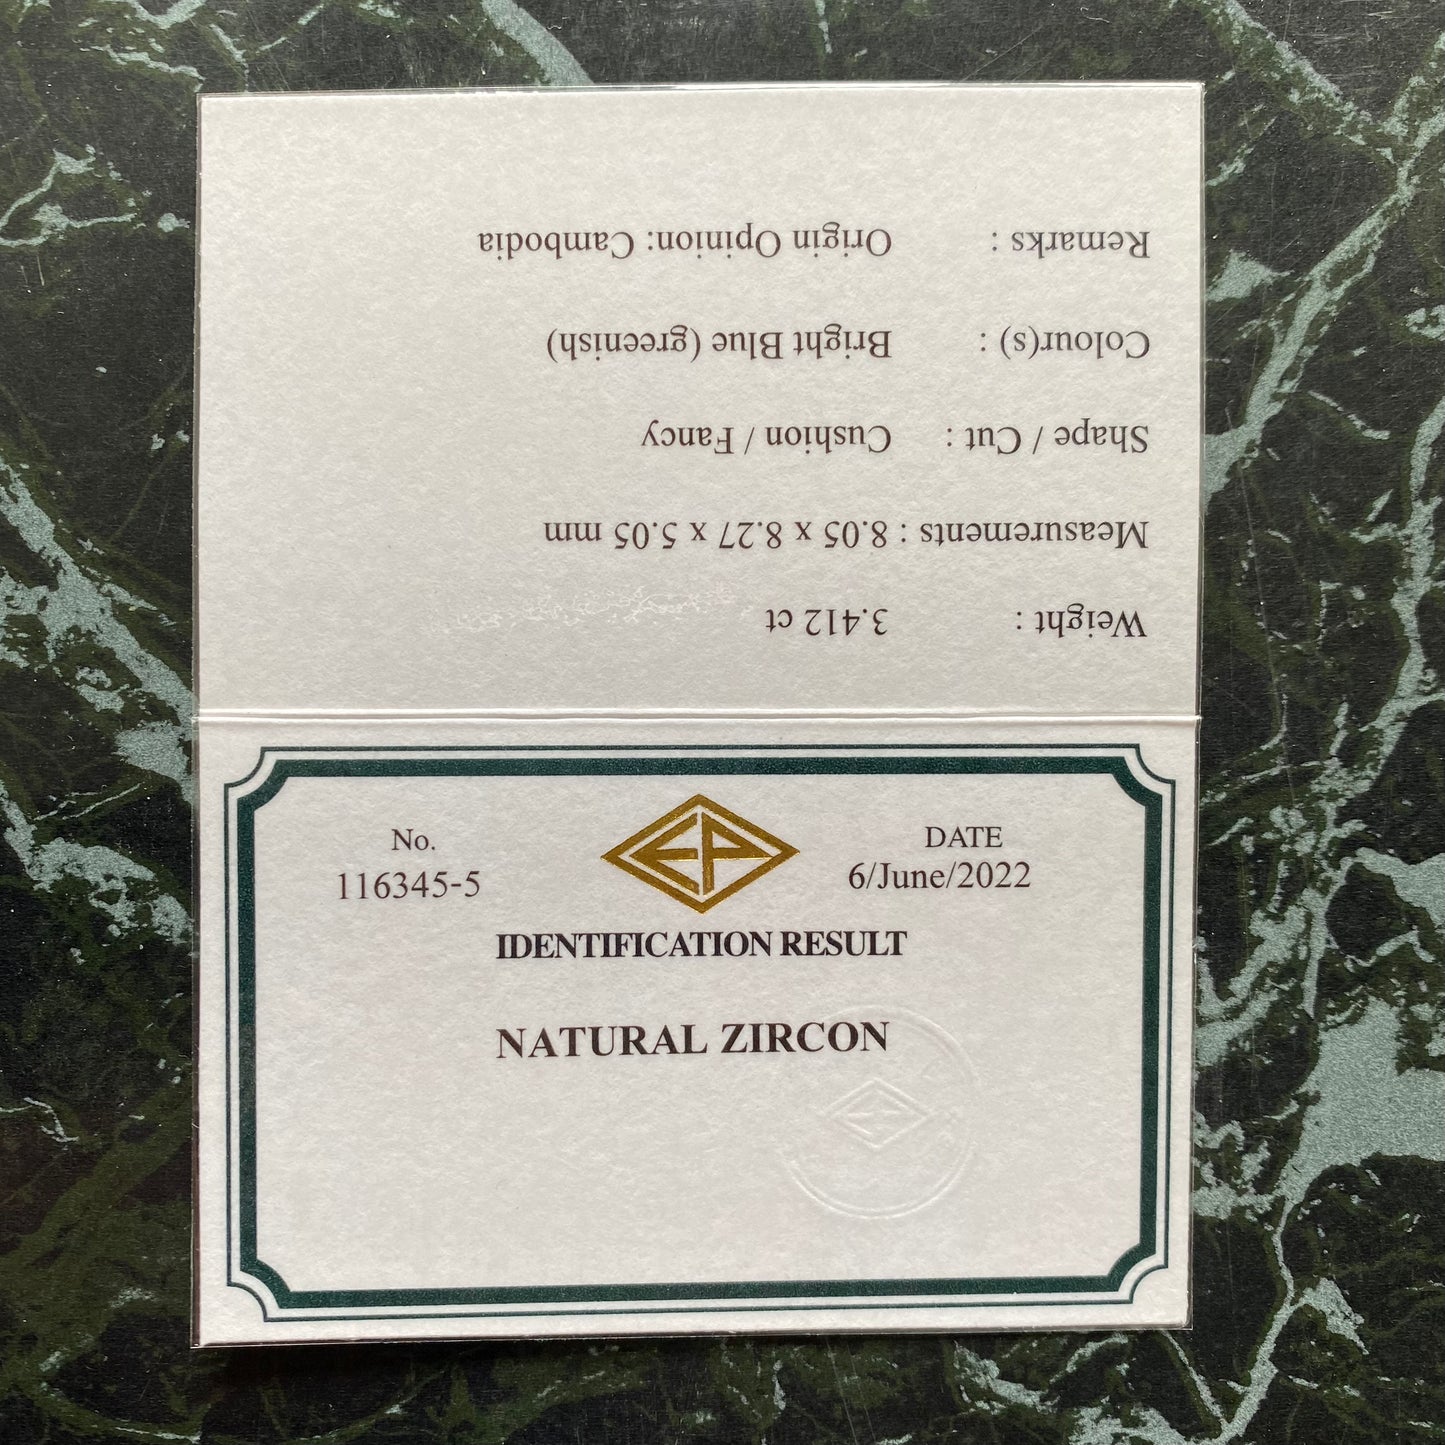 No.
116345-5
EP
DATE
6/June/2022
IDENTIFICATION RESULT
NATURAL ZIRCON
Weight : 3.412 ct
Measurements : 8.05 x 8.27 x 5.05 mm
Shape / Cut : Cushion / Fancy
Colour(s) : Bright Blue (greenish)
Remarks : Origin Opinion: Cambodia